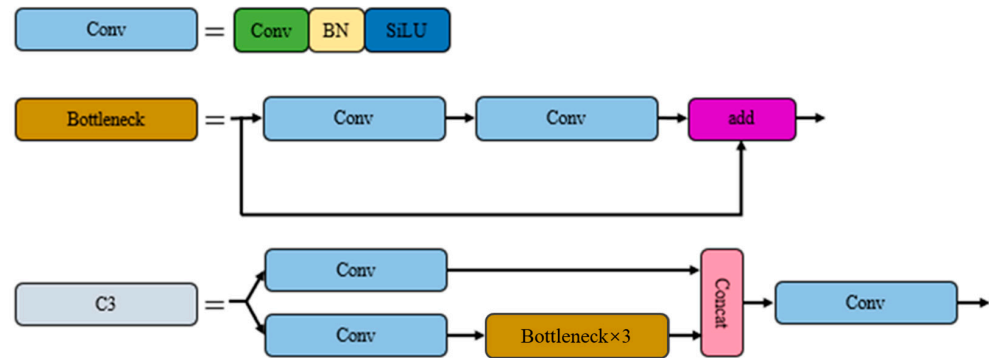 Conv = Conv BN SiLU
Bottleneck = Conv Conv add
Conv
C3 = Concat Conv
Conv Bottleneck×3